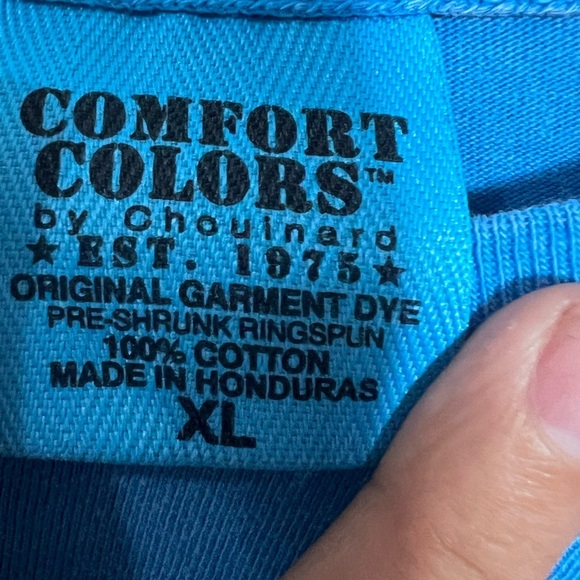 COMFORT
COLORS™
by Chouinard
★ EST. 1975 ★
ORIGINAL GARMENT DYE
PRE-SHRUNK RINGSPUN
100% COTTON
MADE IN HONDURAS
XL